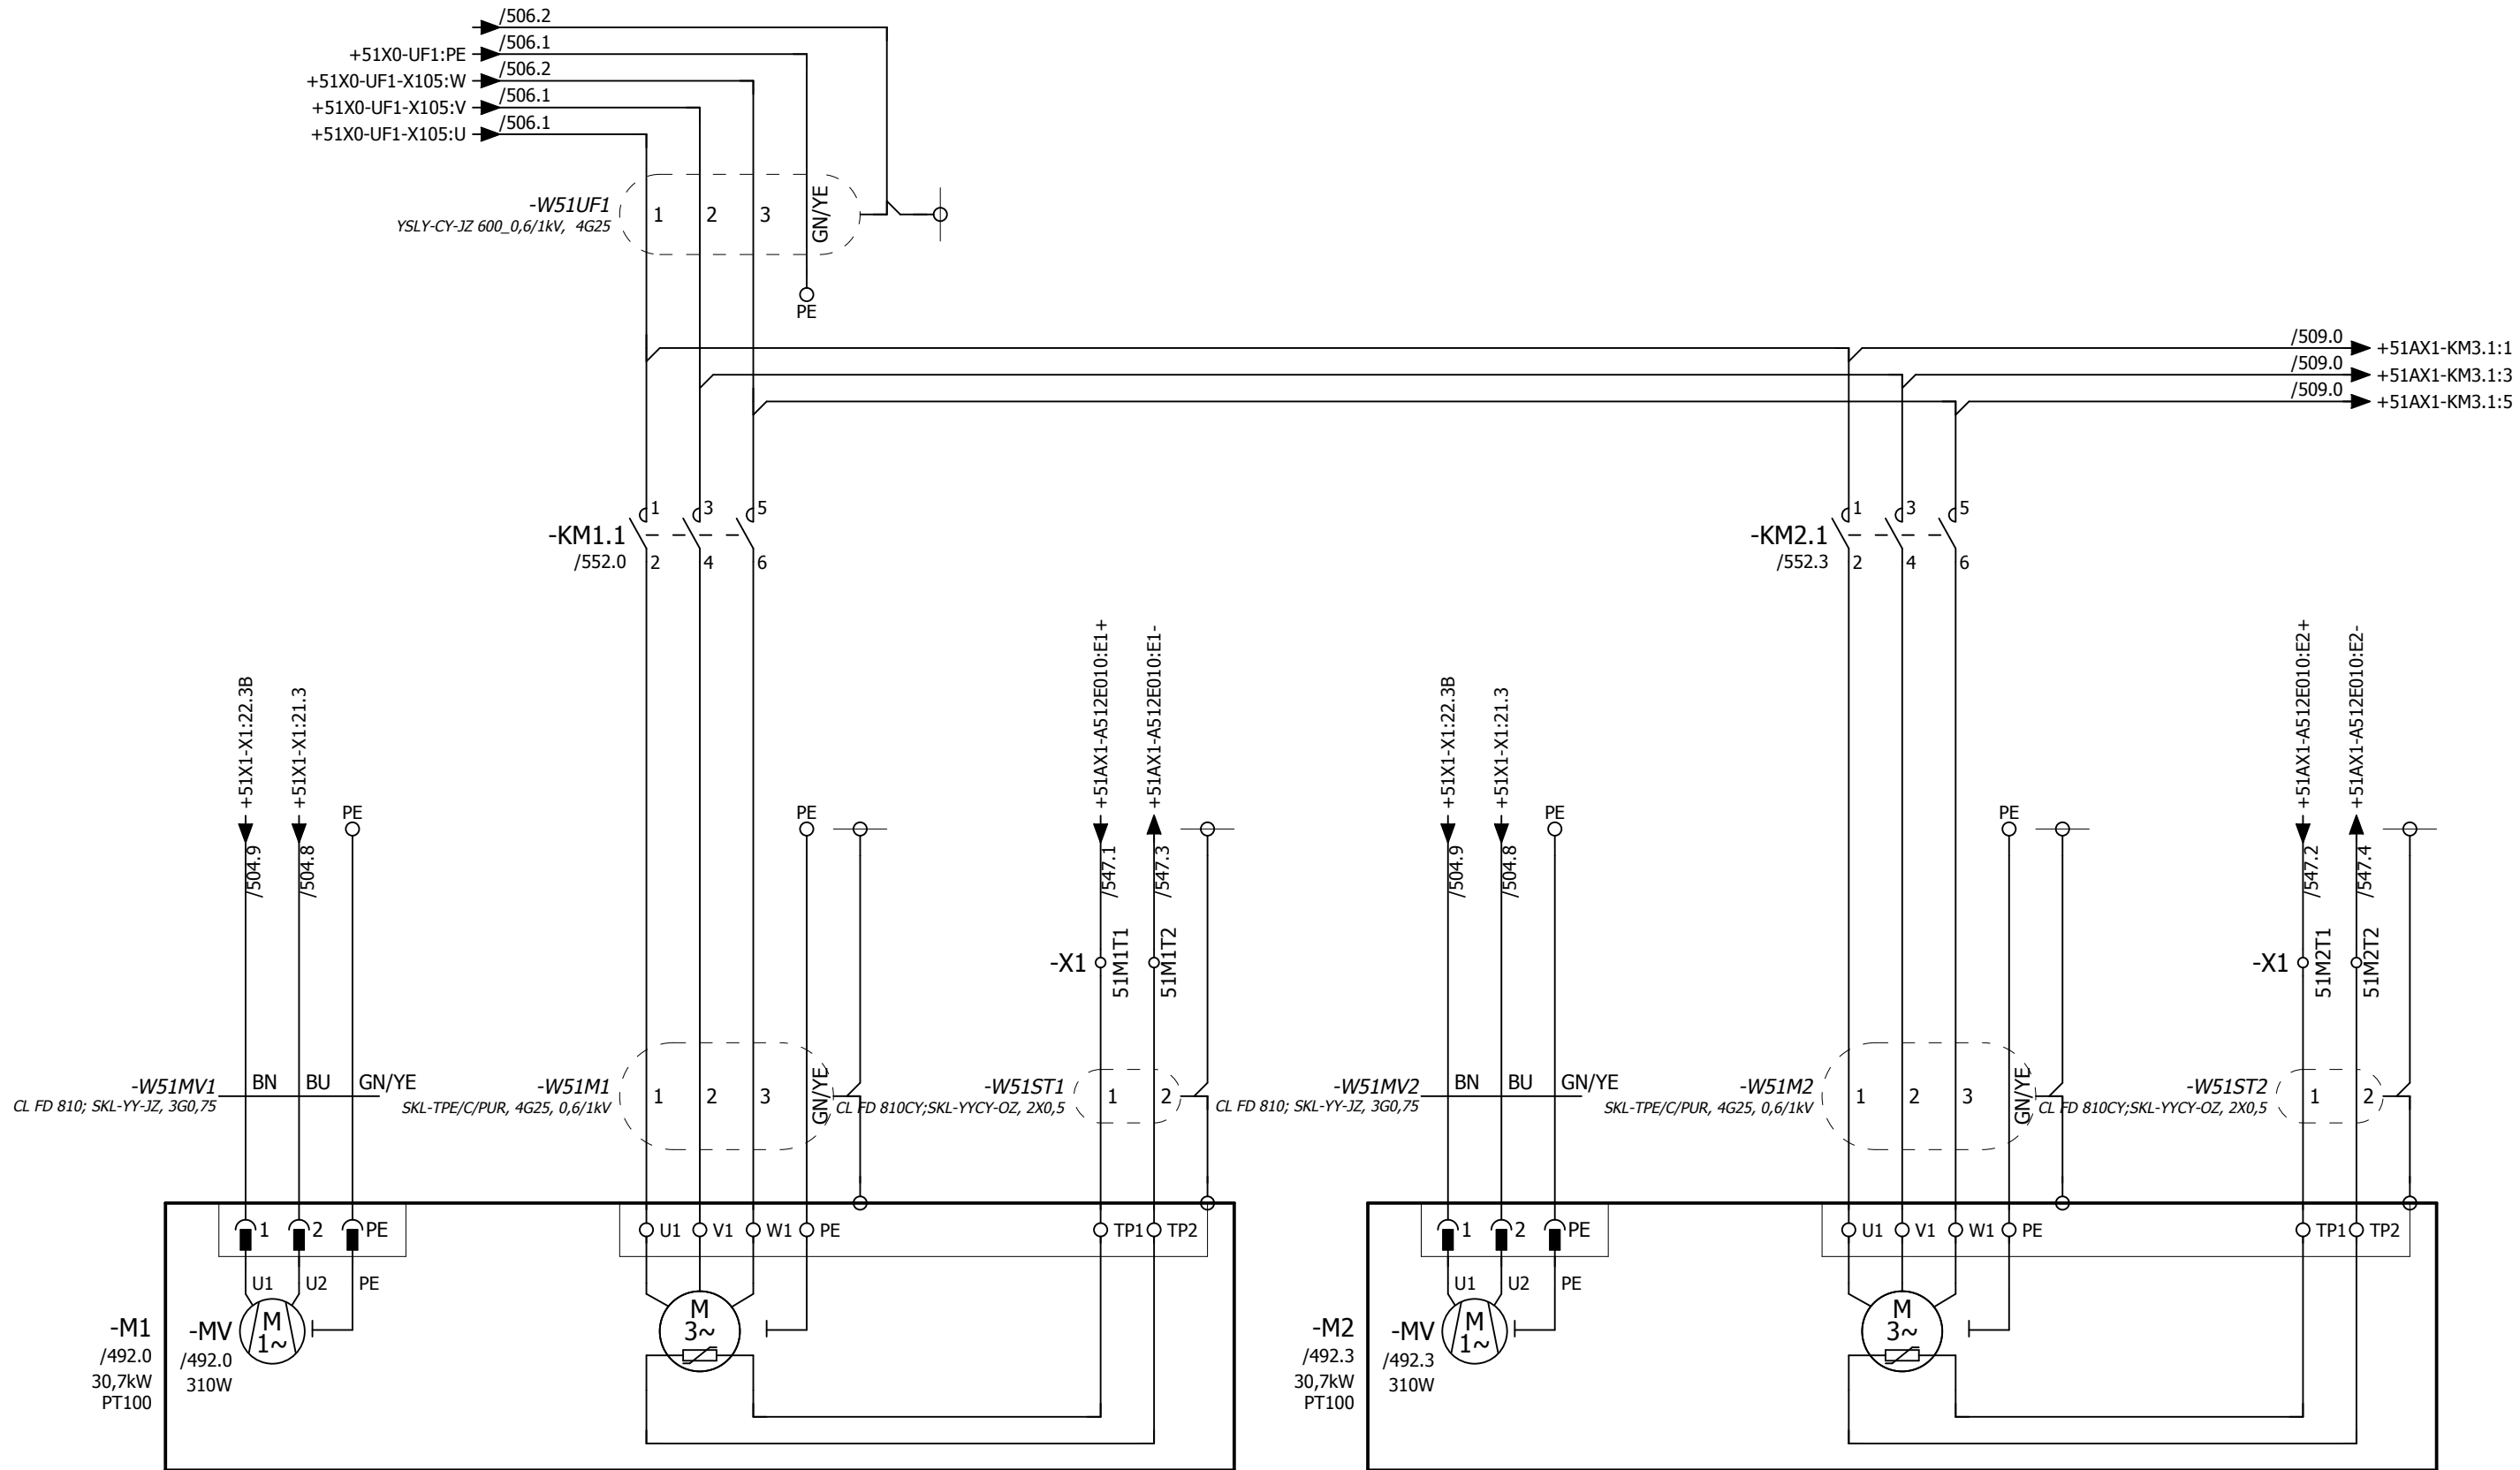 /506.2
/506.1
+51X0-UF1:PE
/506.2
+51X0-UF1-X105:W
/506.1
+51X0-UF1-X105:V
/506.1
+51X0-UF1-X105:U
-W51UF1
YSLY-CY-JZ 600_0,6/1kV, 4G25
1 2 3 GN/YE
PE
/509.0
+51AX1-KM3.1:1
/509.0
+51AX1-KM3.1:3
/509.0
+51AX1-KM3.1:5
-KM1.1
/552.0
1 3 5
2 4 6
-KM2.1
/552.3
1 3 5
2 4 6
+51X1-X1:22.3B
/504.9
+51X1-X1:21.3
/504.8
PE
PE
+51AX1-A512E010:E1+
/547.1
+51AX1-A512E010:E1-
/547.3
-X1
51M1T1
51M1T2
+51X1-X1:22.3B
/504.9
+51X1-X1:21.3
/504.8
PE
PE
+51AX1-A512E010:E2+
/547.2
+51AX1-A512E010:E2-
/547.4
-X1
51M2T1
51M2T2
-W51MV1
CL FD 810; SKL-YY-JZ, 3G0,75
BN BU GN/YE
-W51M1
SKL-TPE/C/PUR, 4G25, 0,6/1kV
1 2 3 GN/YE
-W51ST1
CL FD 810CY;SKL-YYCY-OZ, 2X0,5
1 2
-W51MV2
CL FD 810; SKL-YY-JZ, 3G0,75
BN BU GN/YE
-W51M2
SKL-TPE/C/PUR, 4G25, 0,6/1kV
1 2 3 GN/YE
-W51ST2
CL FD 810CY;SKL-YYCY-OZ, 2X0,5
1 2
1 2 PE
U1 V1 W1 PE
TP1 TP2
U1 U2 PE
-M1
/492.0
30,7kW
PT100
-MV
/492.0
310W
M
1~
M
3~
1 2 PE
U1 V1 W1 PE
TP1 TP2
U1 U2 PE
-M2
/492.3
30,7kW
PT100
-MV
/492.3
310W
M
1~
M
3~